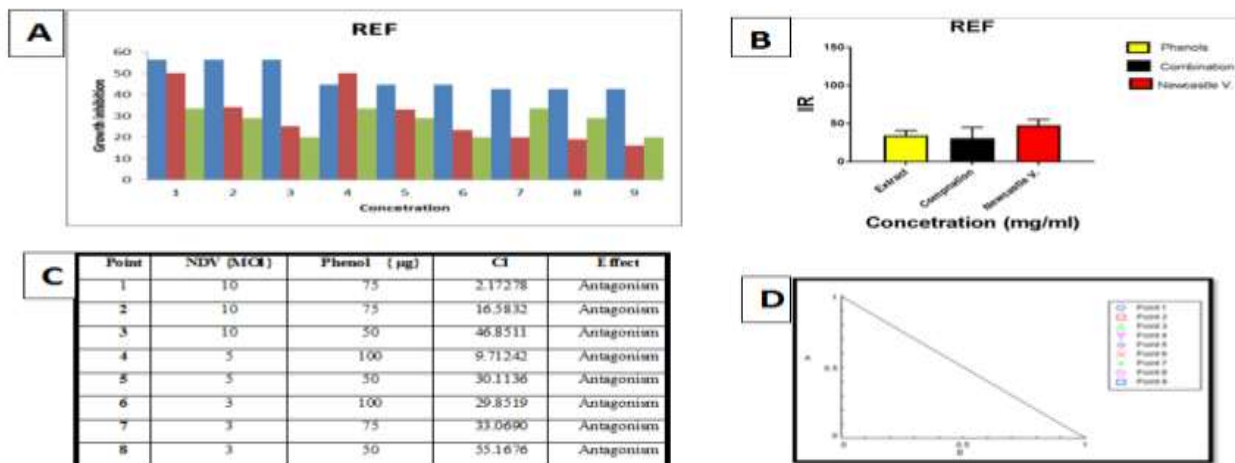 A
REF
Growth inhibition
60
50
40
30
20
10
0
1 2 3 4 5 6 7 8 9
Concetration
B
REF
IR
150
100
50
0
Extract
Newcastle V.
Concetration (mg/ml)
Phenols
Combination
Newcastle V.
C
Point NDV (MOI) Phenol ( µg) CI Effect
1 10 75 2.17278 Antagonism
2 10 75 16.5832 Antagonism
3 10 50 46.8511 Antagonism
4 5 100 9.71242 Antagonism
5 5 50 30.1136 Antagonism
6 3 100 29.8519 Antagonism
7 3 75 33.0690 Antagonism
8 3 50 55.1676 Antagonism
D
1
A
0.5
0
0 0.5 1
B
Point 1
Point 2
Point 3
Point 4
Point 5
Point 6
Point 7
Point 8
Point 9